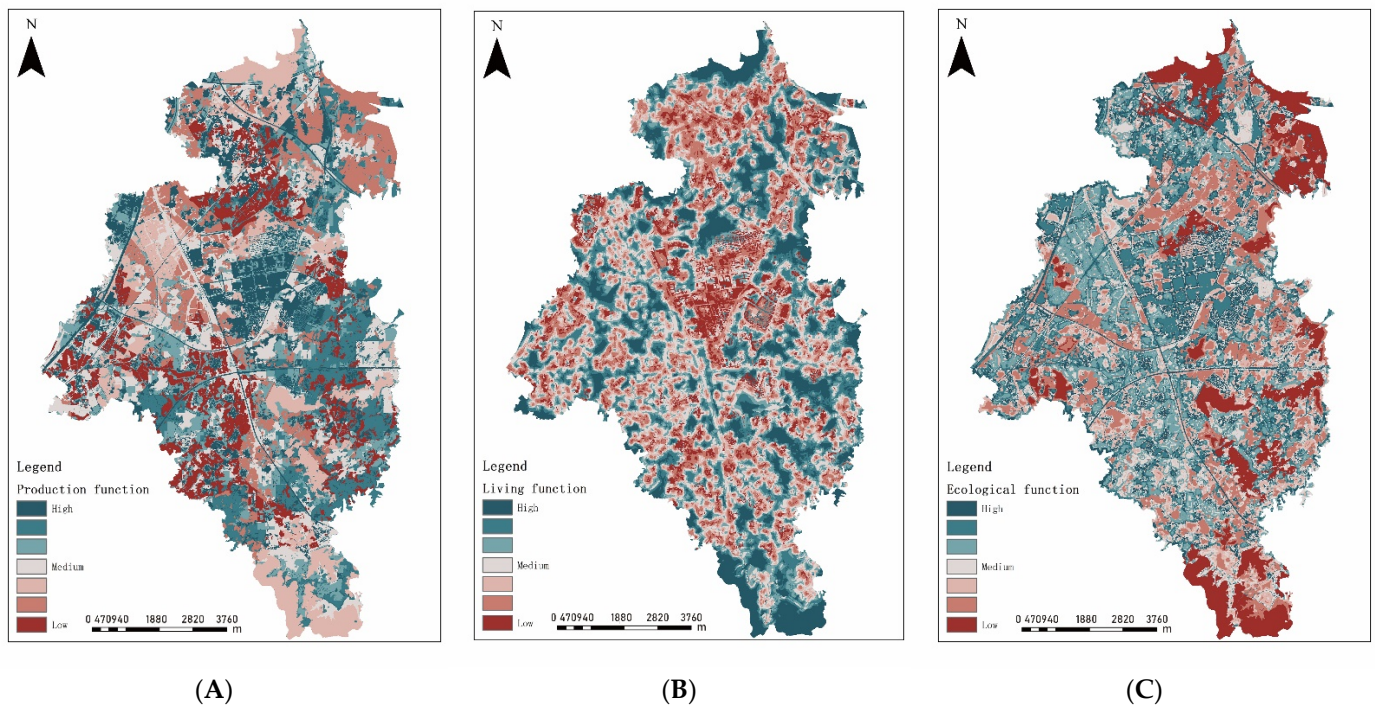 N
Legend
Production function
High
Medium
Low
0 470940 1880 2820 3760
m
N
Legend
Living function
High
Medium
Low
0 470940 1880 2820 3760
m
N
Legend
Ecological function
High
Medium
Low
0 470940 1880 2820 3760
m
(A)
(B)
(C)